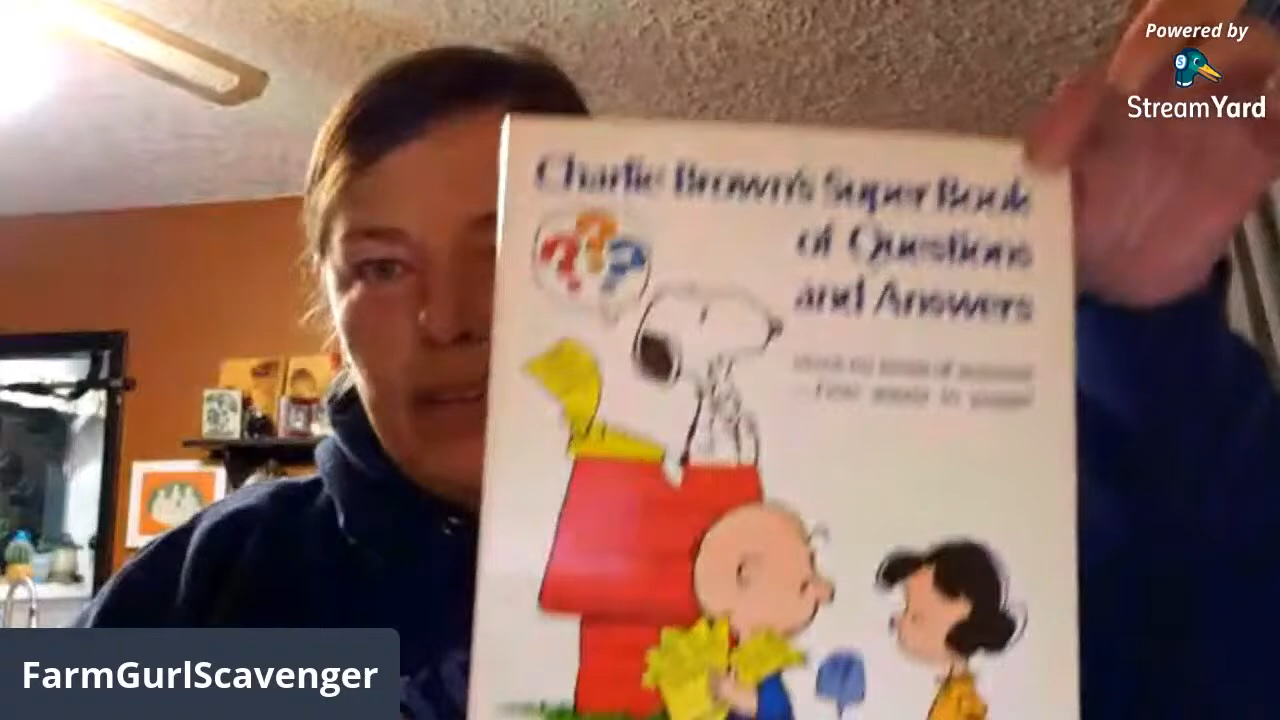 Powered by
StreamYard
Charlie Brown's Super Book
of Questions
and Answers
FarmGurlScavenger